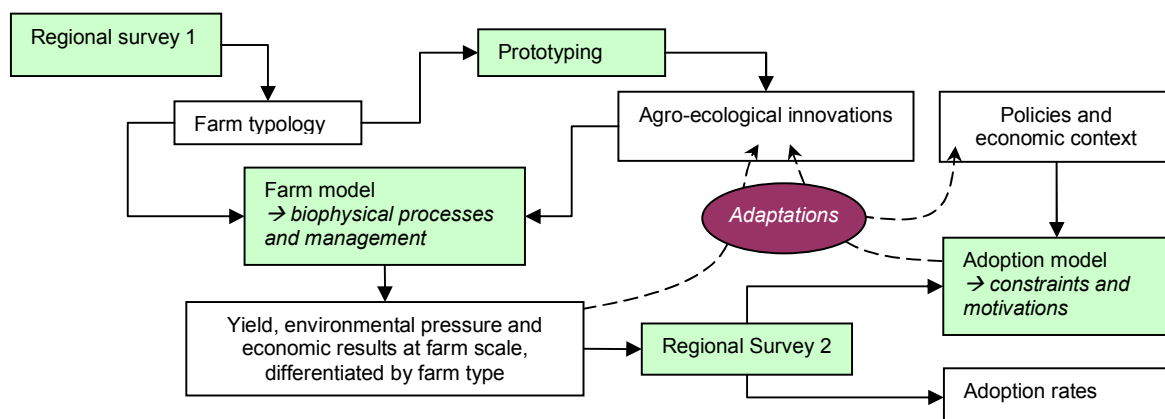 Regional survey 1
Prototyping
Farm typology
Agro-ecological innovations
Policies and
economic context
Farm model
→ biophysical processes
and management
Adaptations
Adoption model
→ constraints and
motivations
Yield, environmental pressure and
economic results at farm scale,
differentiated by farm type
Regional Survey 2
Adoption rates